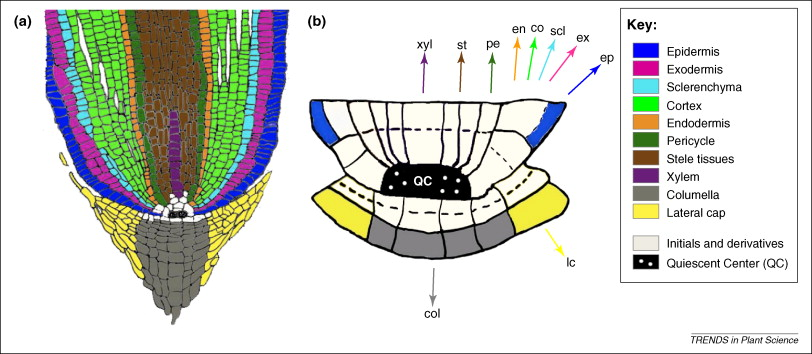 (a)
(b)
xyl
st
pe
en
co
scl
ex
ep
QC
lc
col
Key:
Epidermis
Exodermis
Sclerenchyma
Cortex
Endodermis
Pericycle
Stele tissues
Xylem
Columella
Lateral cap
Initials and derivatives
Quiescent Center (QC)
TRENDS in Plant Science